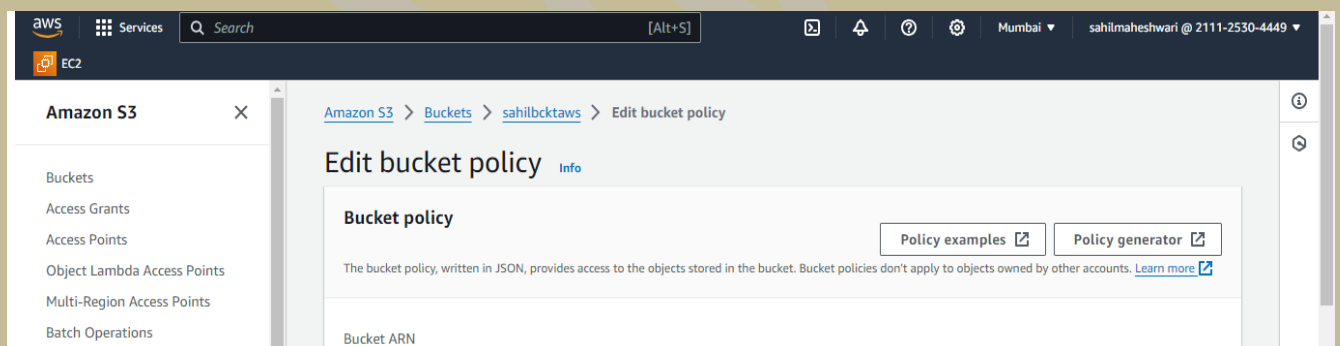 aws Services Search [Alt+S] Mumbai ▼ sahilmaheshwari @ 2111-2530-4449 ▼
EC2
Amazon S3
Buckets
Access Grants
Access Points
Object Lambda Access Points
Multi-Region Access Points
Batch Operations
Amazon S3 > Buckets > sahilbcktaws > Edit bucket policy
Edit bucket policy Info
Bucket policy
Policy examples Policy generator
The bucket policy, written in JSON, provides access to the objects stored in the bucket. Bucket policies don't apply to objects owned by other accounts. Learn more
Bucket ARN